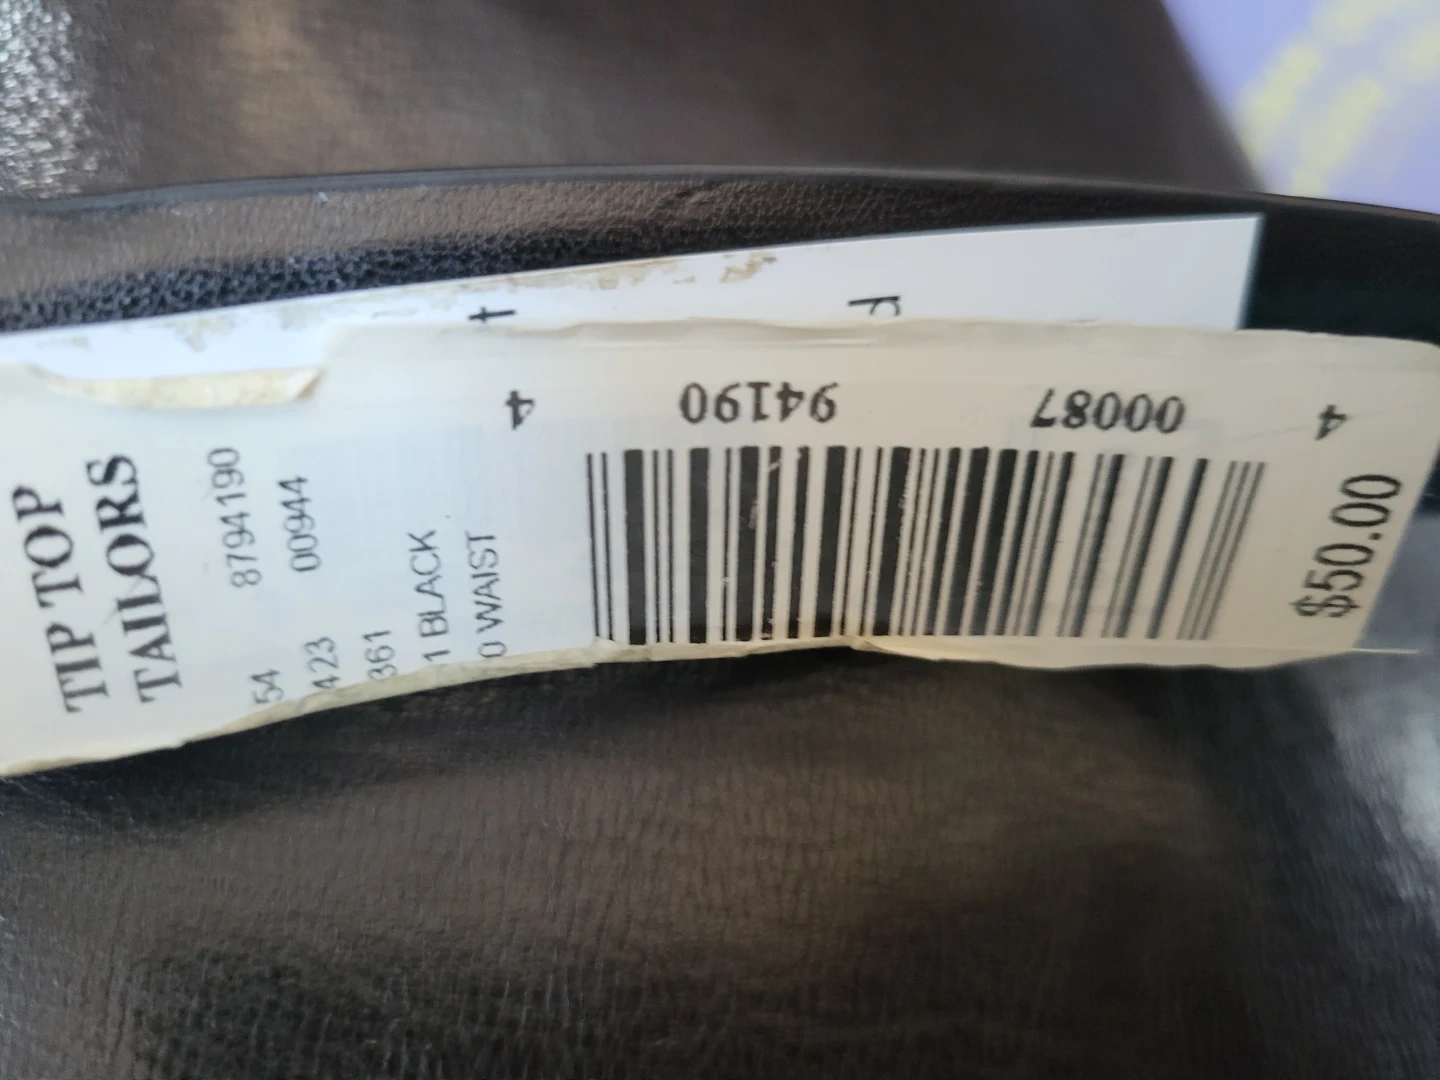 TIP TOP
TAILORS
54 8794190
423 00944
361
1 BLACK
0 WAIST
4 00087 94190 4
$50.00